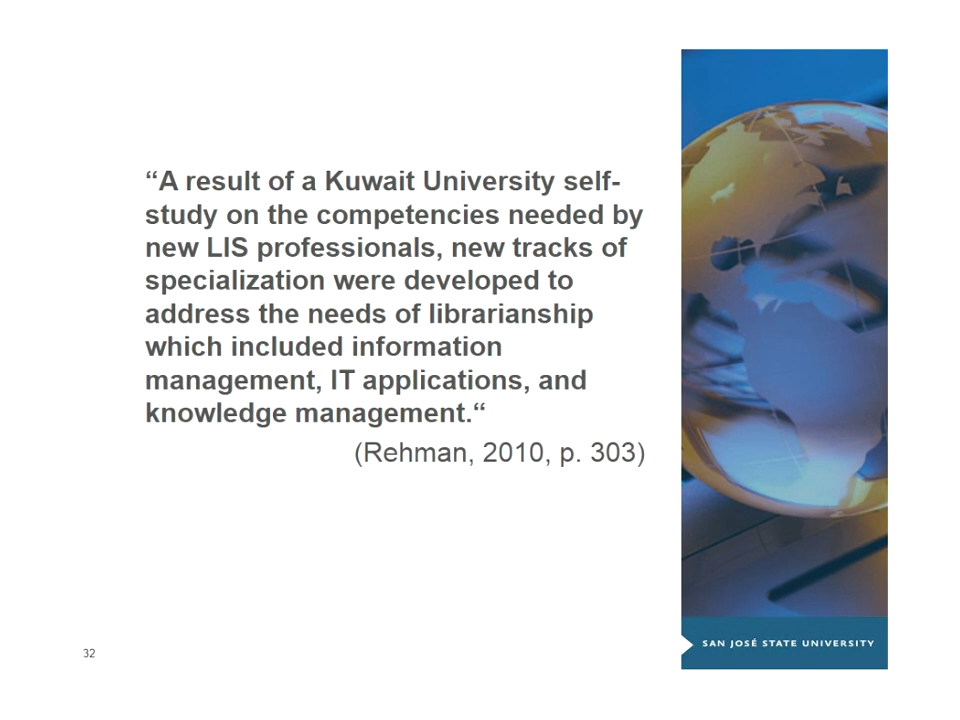 “A result of a Kuwait University self-
study on the competencies needed by
new LIS professionals, new tracks of
specialization were developed to
address the needs of librarianship
which included information
management, IT applications, and
knowledge management.“
(Rehman, 2010, p. 303)
32
SAN JOSÉ STATE UNIVERSITY